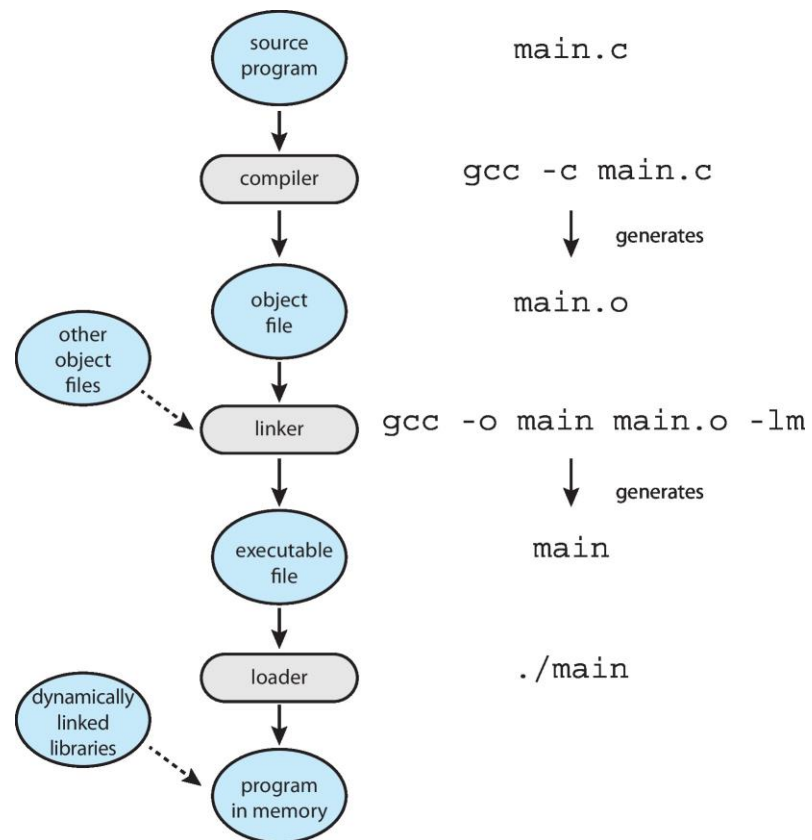 source
program
main.c
compiler
gcc -c main.c
generates
object
file
main.o
other
object
files
linker
gcc -o main main.o -lm
generates
executable
file
main
loader
./main
dynamically
linked
libraries
program
in memory